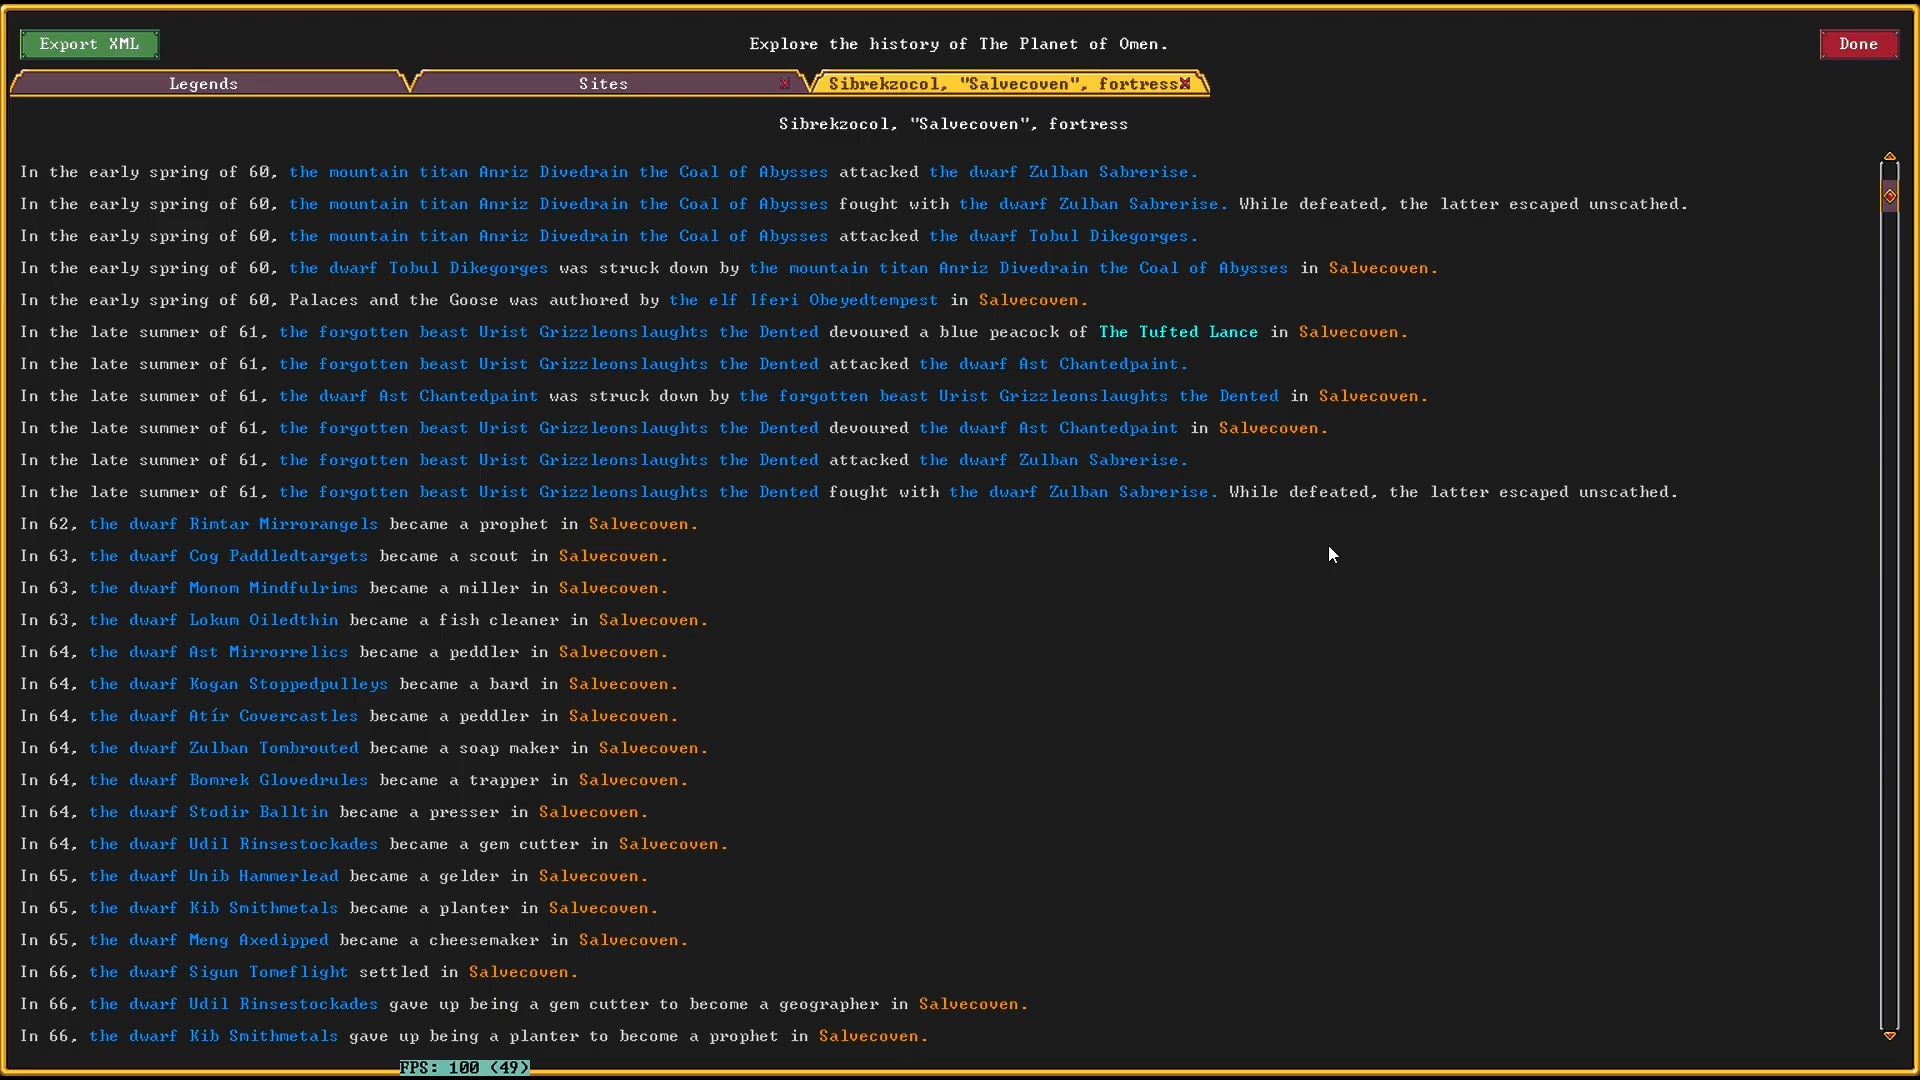 Export XML
Explore the history of The Planet of Omen.
Done
Legends
Sites
Sibrekzocol, "Salvecoven", fortress
Sibrekzocol, "Salvecoven", fortress
In the early spring of 60, the mountain titan Anriz Divedrain the Coal of Abysses attacked the dwarf Zulban Sabrerise.
In the early spring of 60, the mountain titan Anriz Divedrain the Coal of Abysses fought with the dwarf Zulban Sabrerise. While defeated, the latter escaped unscathed.
In the early spring of 60, the mountain titan Anriz Divedrain the Coal of Abysses attacked the dwarf Tobul Dikegorges.
In the early spring of 60, the dwarf Tobul Dikegorges was struck down by the mountain titan Anriz Divedrain the Coal of Abysses in Salvecoven.
In the early spring of 60, Palaces and the Goose was authored by the elf Iferi Obeyedtempest in Salvecoven.
In the late summer of 61, the forgotten beast Urist Grizzleonslaughts the Dented devoured a blue peacock of The Tufted Lance in Salvecoven.
In the late summer of 61, the forgotten beast Urist Grizzleonslaughts the Dented attacked the dwarf Ast Chantedpaint.
In the late summer of 61, the dwarf Ast Chantedpaint was struck down by the forgotten beast Urist Grizzleonslaughts the Dented in Salvecoven.
In the late summer of 61, the forgotten beast Urist Grizzleonslaughts the Dented devoured the dwarf Ast Chantedpaint in Salvecoven.
In the late summer of 61, the forgotten beast Urist Grizzleonslaughts the Dented attacked the dwarf Zulban Sabrerise.
In the late summer of 61, the forgotten beast Urist Grizzleonslaughts the Dented fought with the dwarf Zulban Sabrerise. While defeated, the latter escaped unscathed.
In 62, the dwarf Rimtar Mirrorangels became a prophet in Salvecoven.
In 63, the dwarf Cog Paddledtargets became a scout in Salvecoven.
In 63, the dwarf Monom Mindfulrims became a miller in Salvecoven.
In 63, the dwarf Lokum Oiledthin became a fish cleaner in Salvecoven.
In 64, the dwarf Ast Mirrorrelics became a peddler in Salvecoven.
In 64, the dwarf Kogan Stoppedpulleys became a bard in Salvecoven.
In 64, the dwarf Atír Covercastles became a peddler in Salvecoven.
In 64, the dwarf Zulban Tombrouted became a soap maker in Salvecoven.
In 64, the dwarf Bomrek Glovedrules became a trapper in Salvecoven.
In 64, the dwarf Stodir Balltin became a presser in Salvecoven.
In 64, the dwarf Udil Rinsestockades became a gem cutter in Salvecoven.
In 65, the dwarf Unib Hammerlead became a gelder in Salvecoven.
In 65, the dwarf Kib Smithmetals became a planter in Salvecoven.
In 65, the dwarf Meng Axedipped became a cheesemaker in Salvecoven.
In 66, the dwarf Sigun Tomeflight settled in Salvecoven.
In 66, the dwarf Udil Rinsestockades gave up being a gem cutter to become a geographer in Salvecoven.
In 66, the dwarf Kib Smithmetals gave up being a planter to become a prophet in Salvecoven.
FPS: 100 (49)